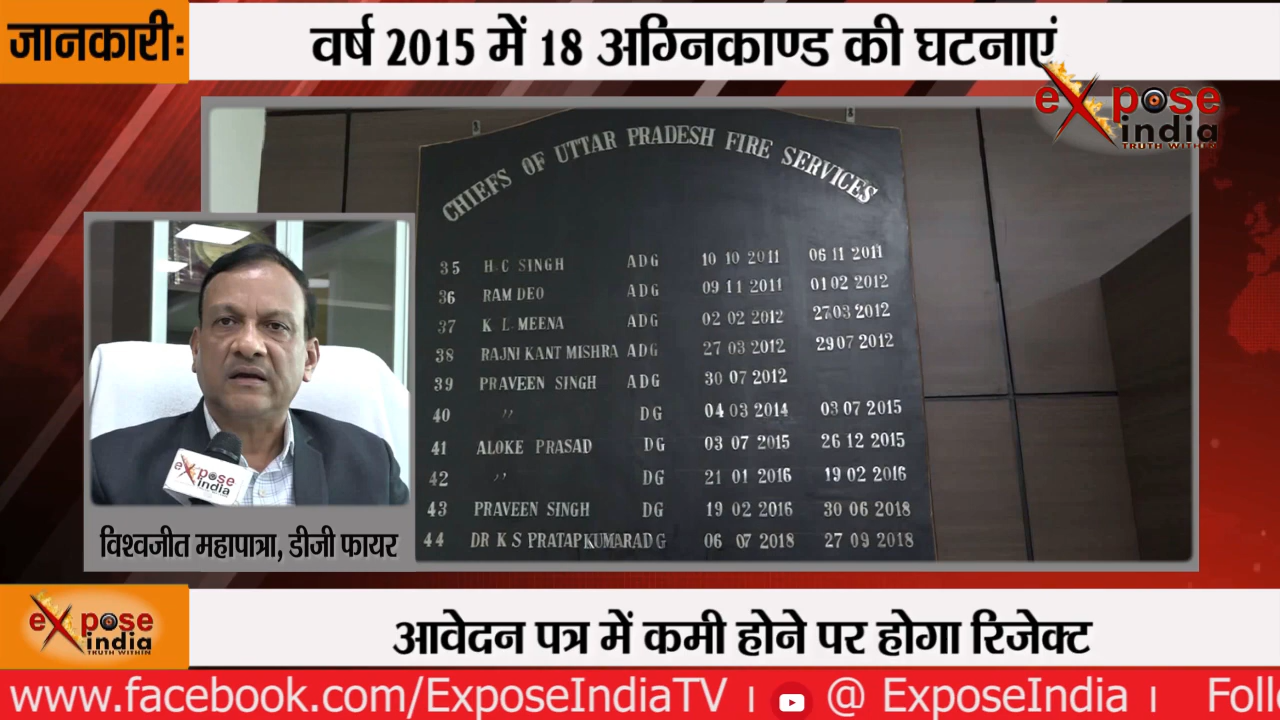 जानकारीः
वर्ष 2015 में 18 अग्निकाण्ड की घटनाएं
eXpose
india
TRUTH WITHIN
CHIEFS OF UTTAR PRADESH FIRE SERVICES
35 H.C SINGH ADG 10 10 2011 06 11 2011
36 RAM DEO ADG 09 11 2011 01 02 2012
37 K L MEENA ADG 02 02 2012 27 03 2012
38 RAJNI KANT MISHRA ADG 27 03 2012 29 07 2012
39 PRAVEEN SINGH ADG 30 07 2012
40 〃 DG 04 03 2014 03 07 2015
41 ALOKE PRASAD DG 03 07 2015 26 12 2015
42 〃 DG 21 01 2016 19 02 2016
43 PRAVEEN SINGH DG 19 02 2016 30 06 2018
44 DR K S PRATAP KUMAR ADG 06 07 2018 27 09 2018
eXpose
india
विश्वजीत महापात्रा, डीजी फायर
eXpose
india
TRUTH WITHIN
आवेदन पत्र में कमी होने पर होगा रिजेक्ट
www.facebook.com/ExposeIndiaTV । @ ExposeIndia । Follo